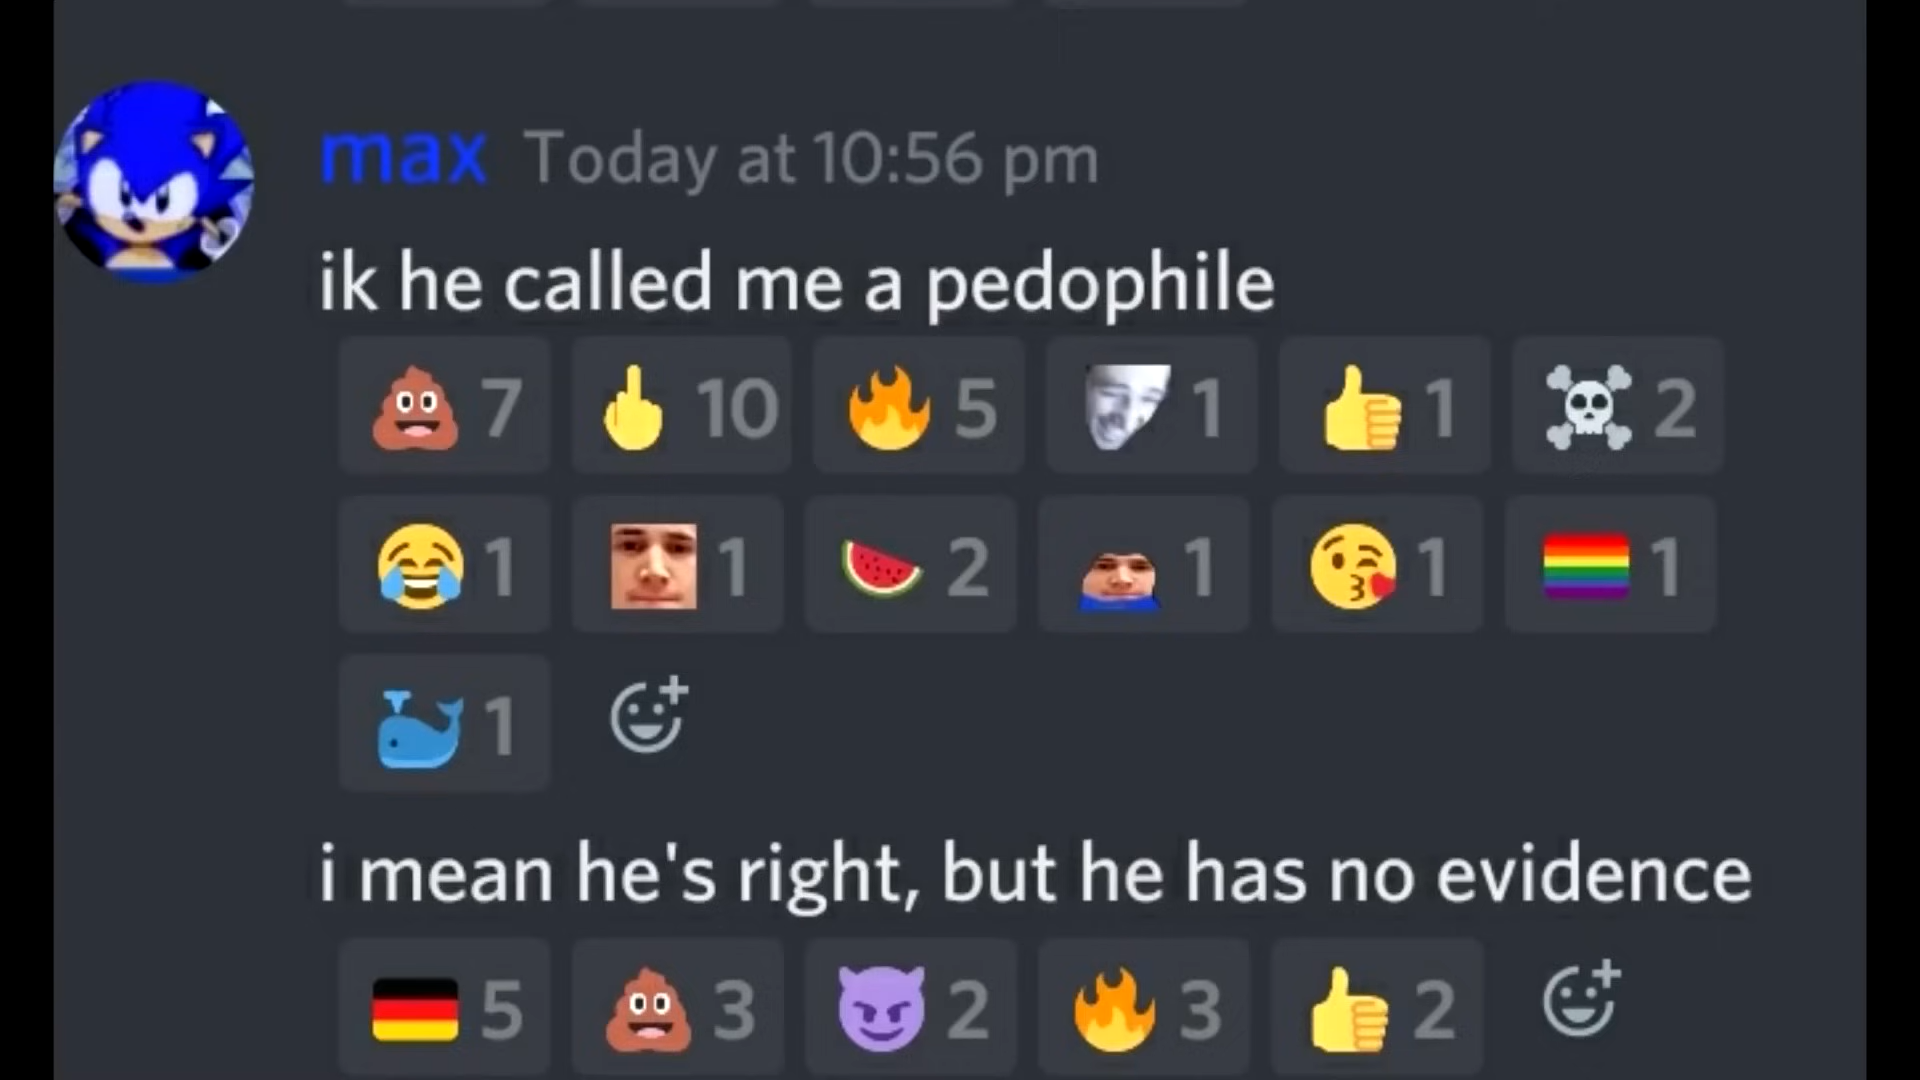 max Today at 10:56 pm
ik he called me a pedophile
7 10 5 1 1 2
1 1 2 1 1 1
1
i mean he's right, but he has no evidence
5 3 2 3 2